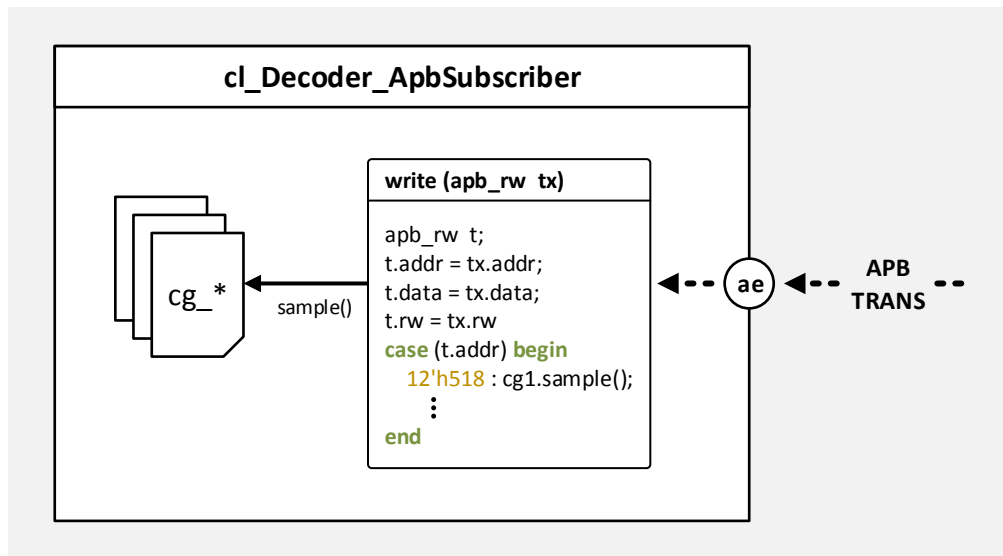 cl_Decoder_ApbSubscriber
write (apb_rw tx)
apb_rw t;
t.addr = tx.addr;
t.data = tx.data;
t.rw = tx.rw
case (t.addr) begin
12'h518 : cg1.sample();
⋮
end
cg_*
sample()
ae
APB
TRANS